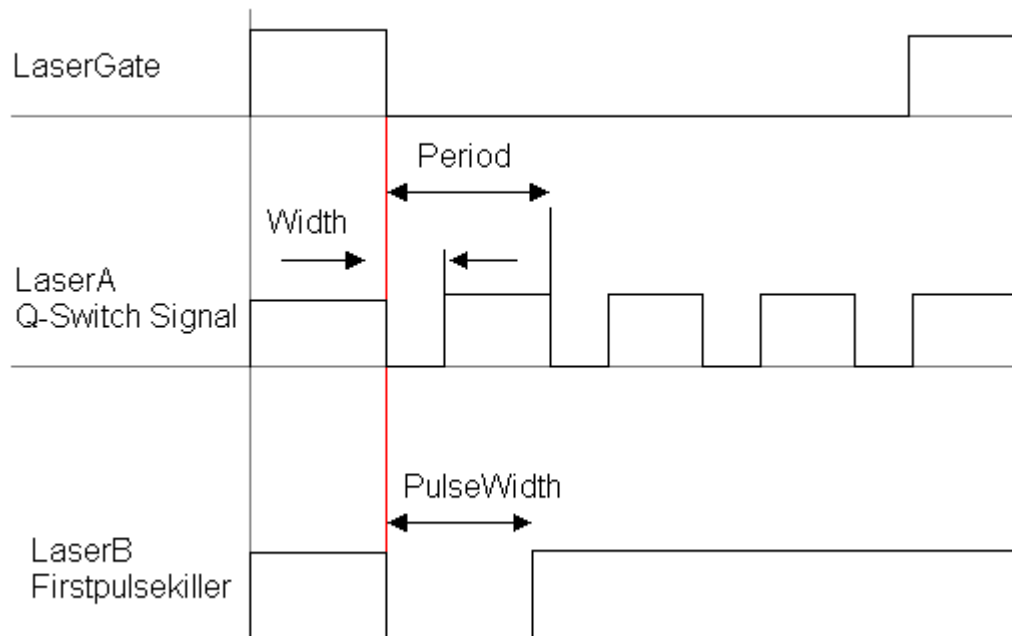 LaserGate
Period
Width
LaserA
Q-Switch Signal
PulseWidth
LaserB
Firstpulsekiller